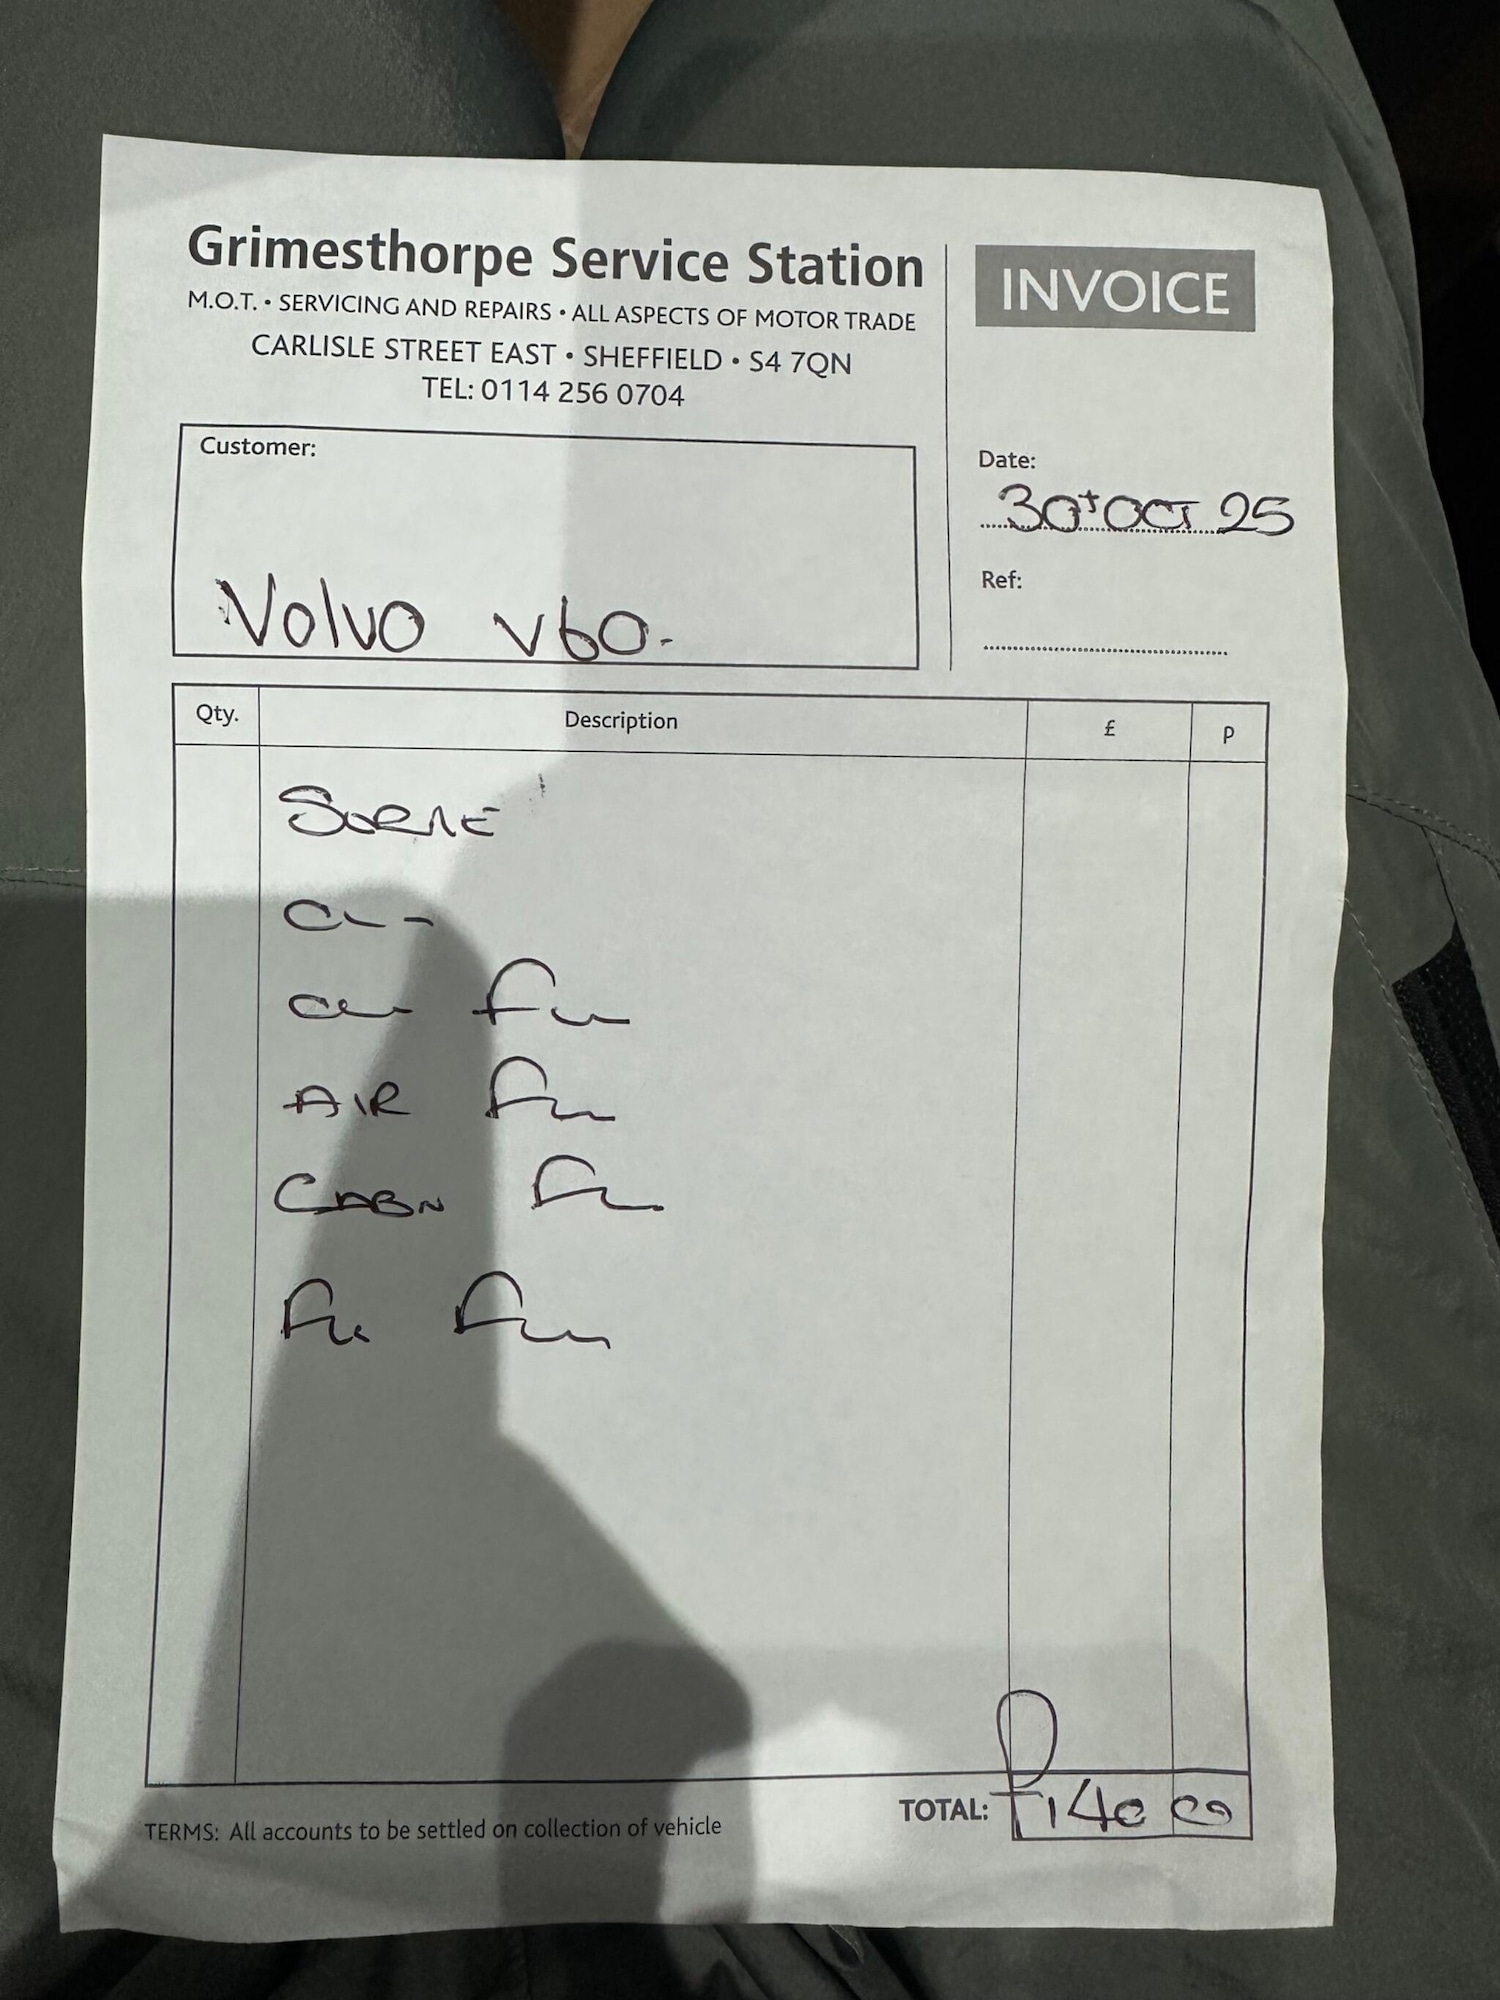 Grimesthorpe Service Station
INVOICE
M.O.T. • SERVICING AND REPAIRS • ALL ASPECTS OF MOTOR TRADE
CARLISLE STREET EAST • SHEFFIELD • S4 7QN
TEL: 0114 256 0704
Customer:
Volvo V60.
Date:
30t OCT 25
Ref:
Qty. Description £ P
AIR
CABN
TOTAL: £140 00
TERMS: All accounts to be settled on collection of vehicle